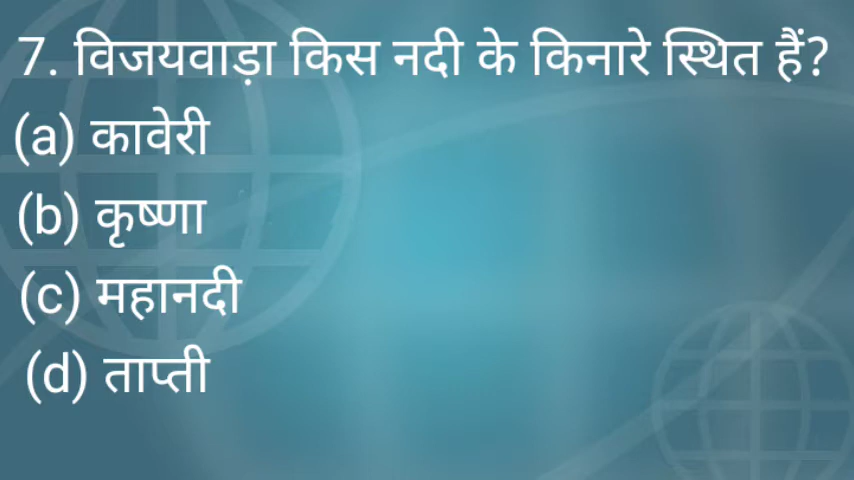 7. विजयवाड़ा किस नदी के किनारे स्थित हैं?
(a) कावेरी
(b) कृष्णा
(c) महानदी
(d) ताप्ती